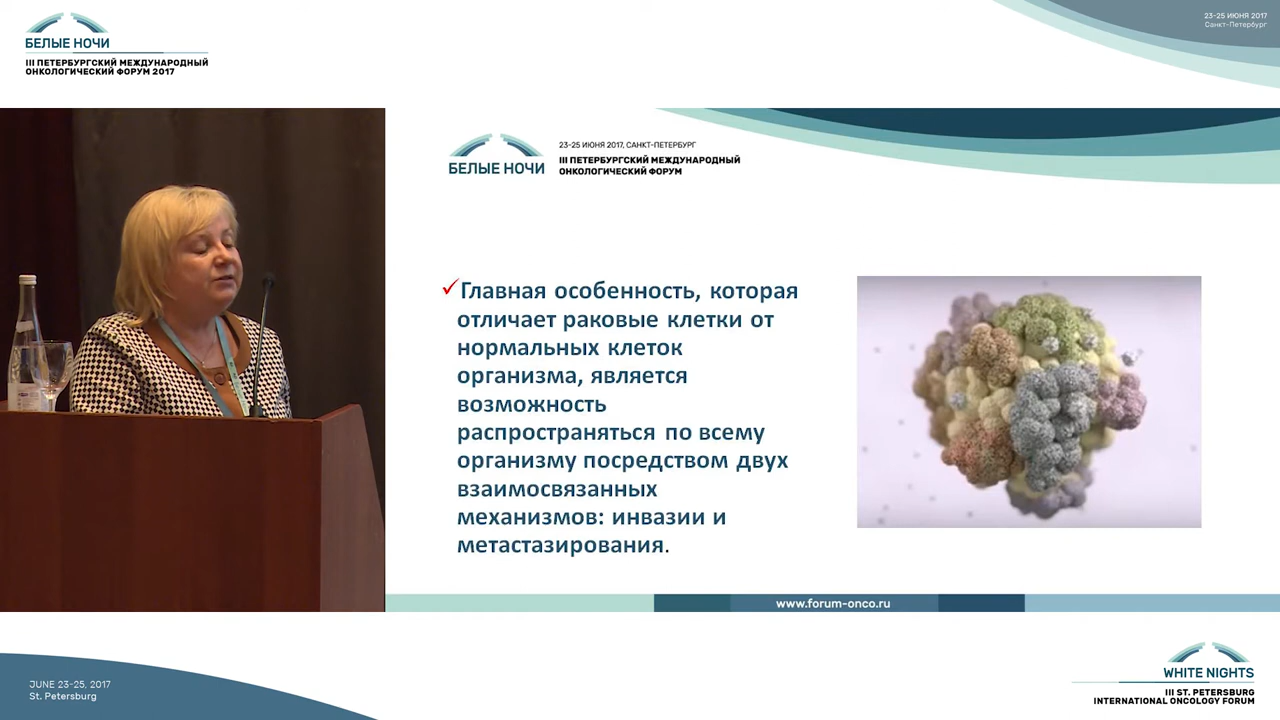 БЕЛЫЕ НОЧИ
III ПЕТЕРБУРГСКИЙ МЕЖДУНАРОДНЫЙ
ОНКОЛОГИЧЕСКИЙ ФОРУМ 2017
23-25 ИЮНЯ 2017
Санкт-Петербург
БЕЛЫЕ НОЧИ
23-25 ИЮНЯ 2017, САНКТ-ПЕТЕРБУРГ
III ПЕТЕРБУРГСКИЙ МЕЖДУНАРОДНЫЙ
ОНКОЛОГИЧЕСКИЙ ФОРУМ
Главная особенность, которая
отличает раковые клетки от
нормальных клеток
организма, является
возможность
распространяться по всему
организму посредством двух
взаимосвязанных
механизмов: инвазии и
метастазирования.
www.forum-onco.ru
JUNE 23-25, 2017
St. Petersburg
WHITE NIGHTS
III ST. PETERSBURG
INTERNATIONAL ONCOLOGY FORUM